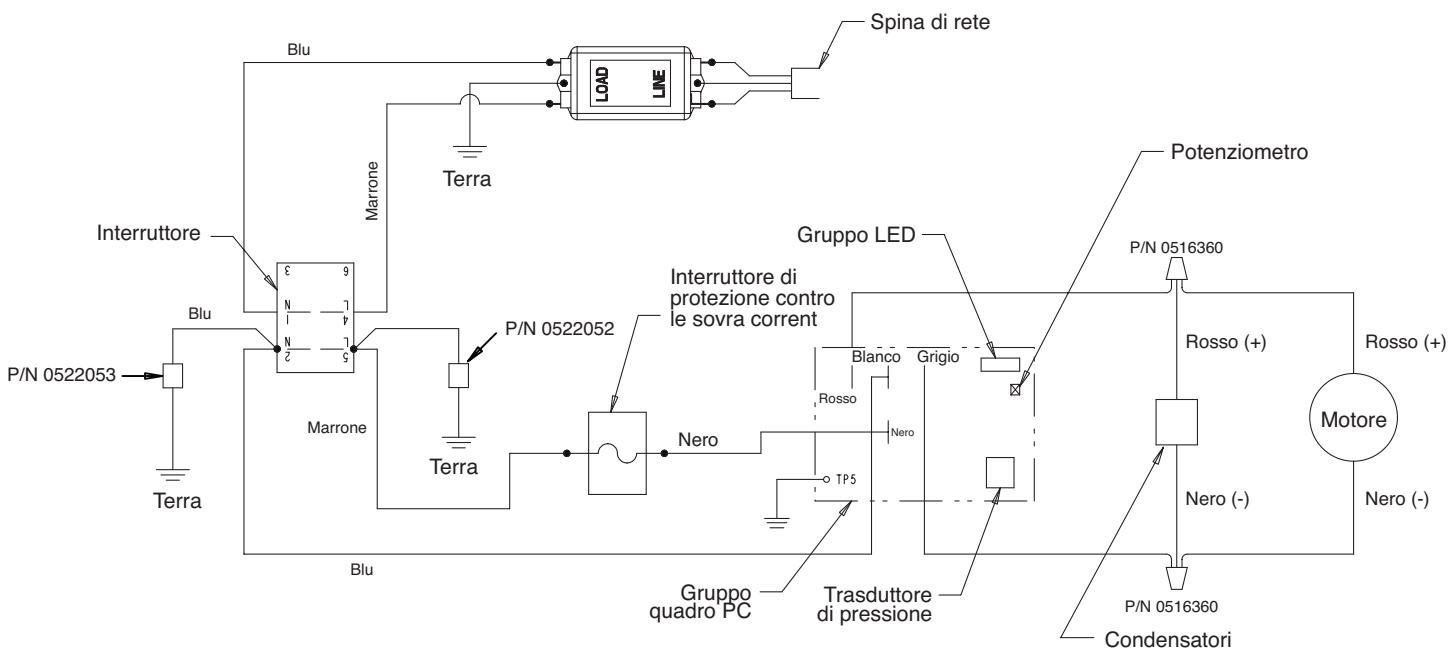 Spina di rete
Blu
LOAD
LINE
Terra
Marrone
Potenziometro
Interruttore
Gruppo LED
P/N 0516360
3 6
N L
1 4
N L
2 5
Interruttore di
protezione contro
le sovra corrent
Blu
P/N 0522052
P/N 0522053
Blanco
Grigio
Rosso (+)
Rosso (+)
Rosso
Marrone
Nero
Nero
Motore
Terra
Terra
TP5
Nero (-)
Nero (-)
Blu
Gruppo
quadro PC
Trasduttore
di pressione
P/N 0516360
Condensatori